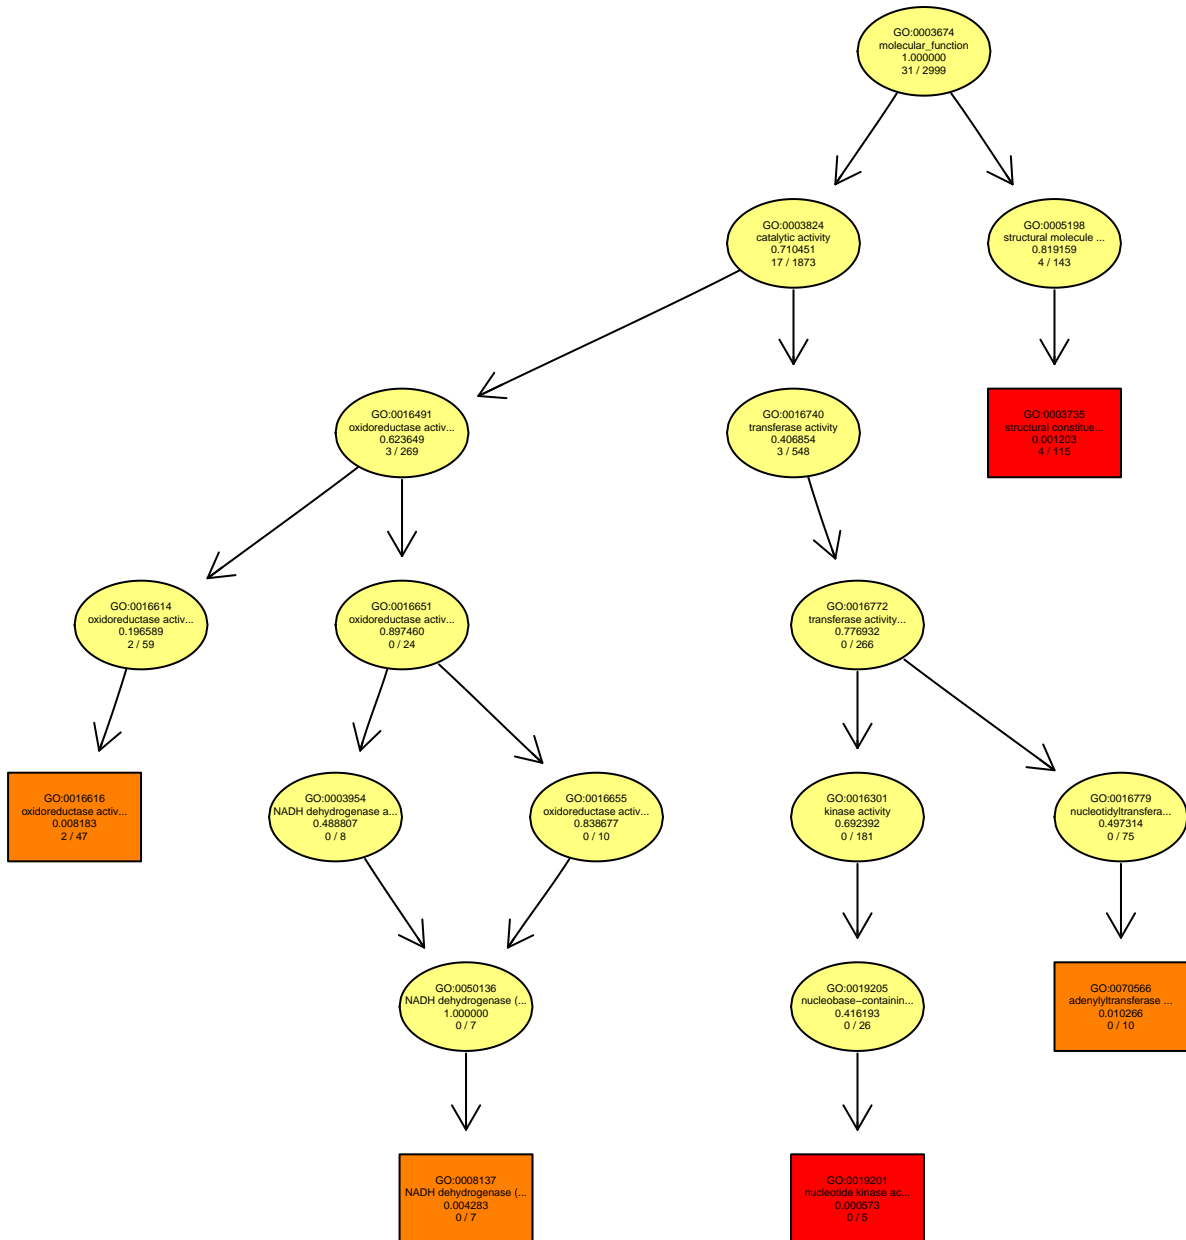 GO:0003674
molecular_function
1.000000
31 / 2999
GO:0003824
catalytic activity
0.710451
17 / 1873
GO:0005198
structural molecule ...
0.819159
4 / 143
GO:0016491
oxidoreductase activ...
0.623649
3 / 269
GO:0016740
transferase activity
0.406854
3 / 548
GO:0003735
structural constitue...
0.001203
4 / 115
GO:0016614
oxidoreductase activ...
0.196589
2 / 59
GO:0016651
oxidoreductase activ...
0.897460
0 / 24
GO:0016772
transferase activity...
0.776932
0 / 266
GO:0016616
oxidoreductase activ...
0.008183
2 / 47
GO:0003954
NADH dehydrogenase a...
0.488807
0 / 8
GO:0016655
oxidoreductase activ...
0.838677
0 / 10
GO:0016301
kinase activity
0.692392
0 / 181
GO:0016779
nucleotidyltransfera...
0.497314
0 / 75
GO:0050136
NADH dehydrogenase (...
1.000000
0 / 7
GO:0019205
nucleobase−containin...
0.416193
0 / 26
GO:0070566
adenylyltransferase ...
0.010266
0 / 10
GO:0008137
NADH dehydrogenase (...
0.004283
0 / 7
GO:0019201
nucleotide kinase ac...
0.000573
0 / 5